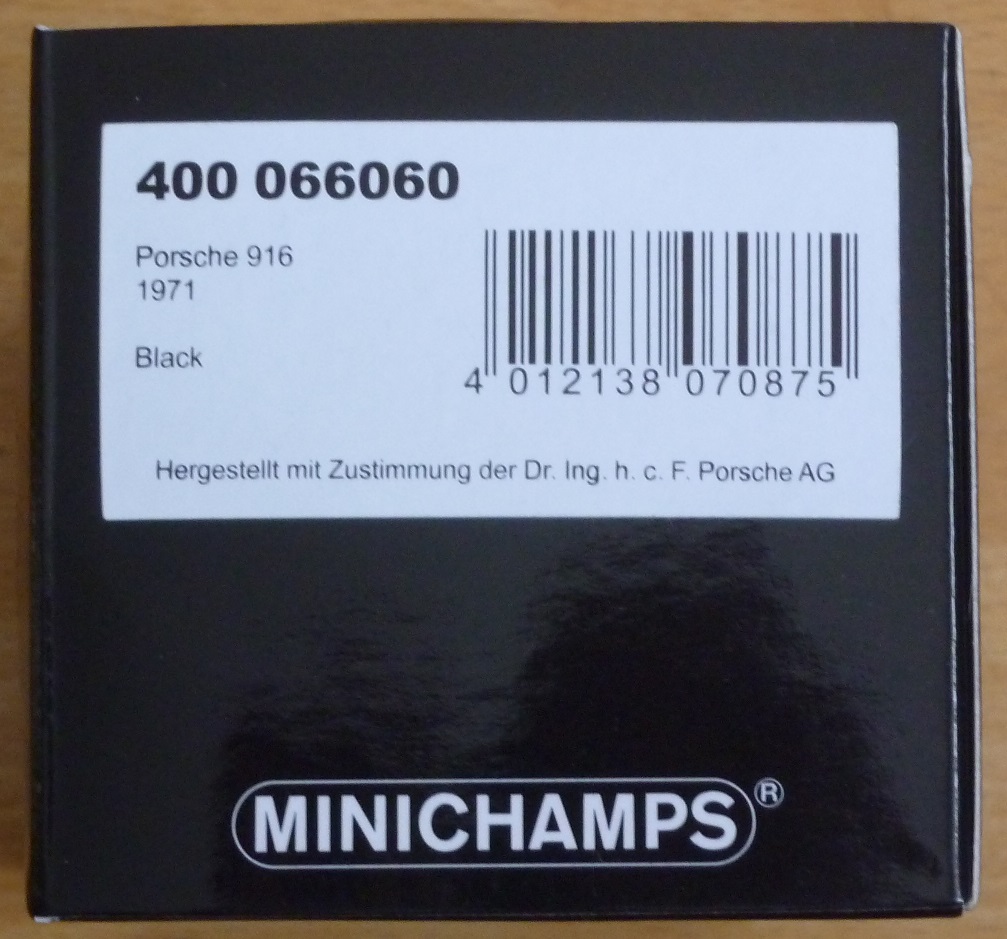 400 066060
Porsche 916
1971
Black
4 012138 070875
Hergestellt mit Zustimmung der Dr. Ing. h. c. F. Porsche AG
MINICHAMPS®